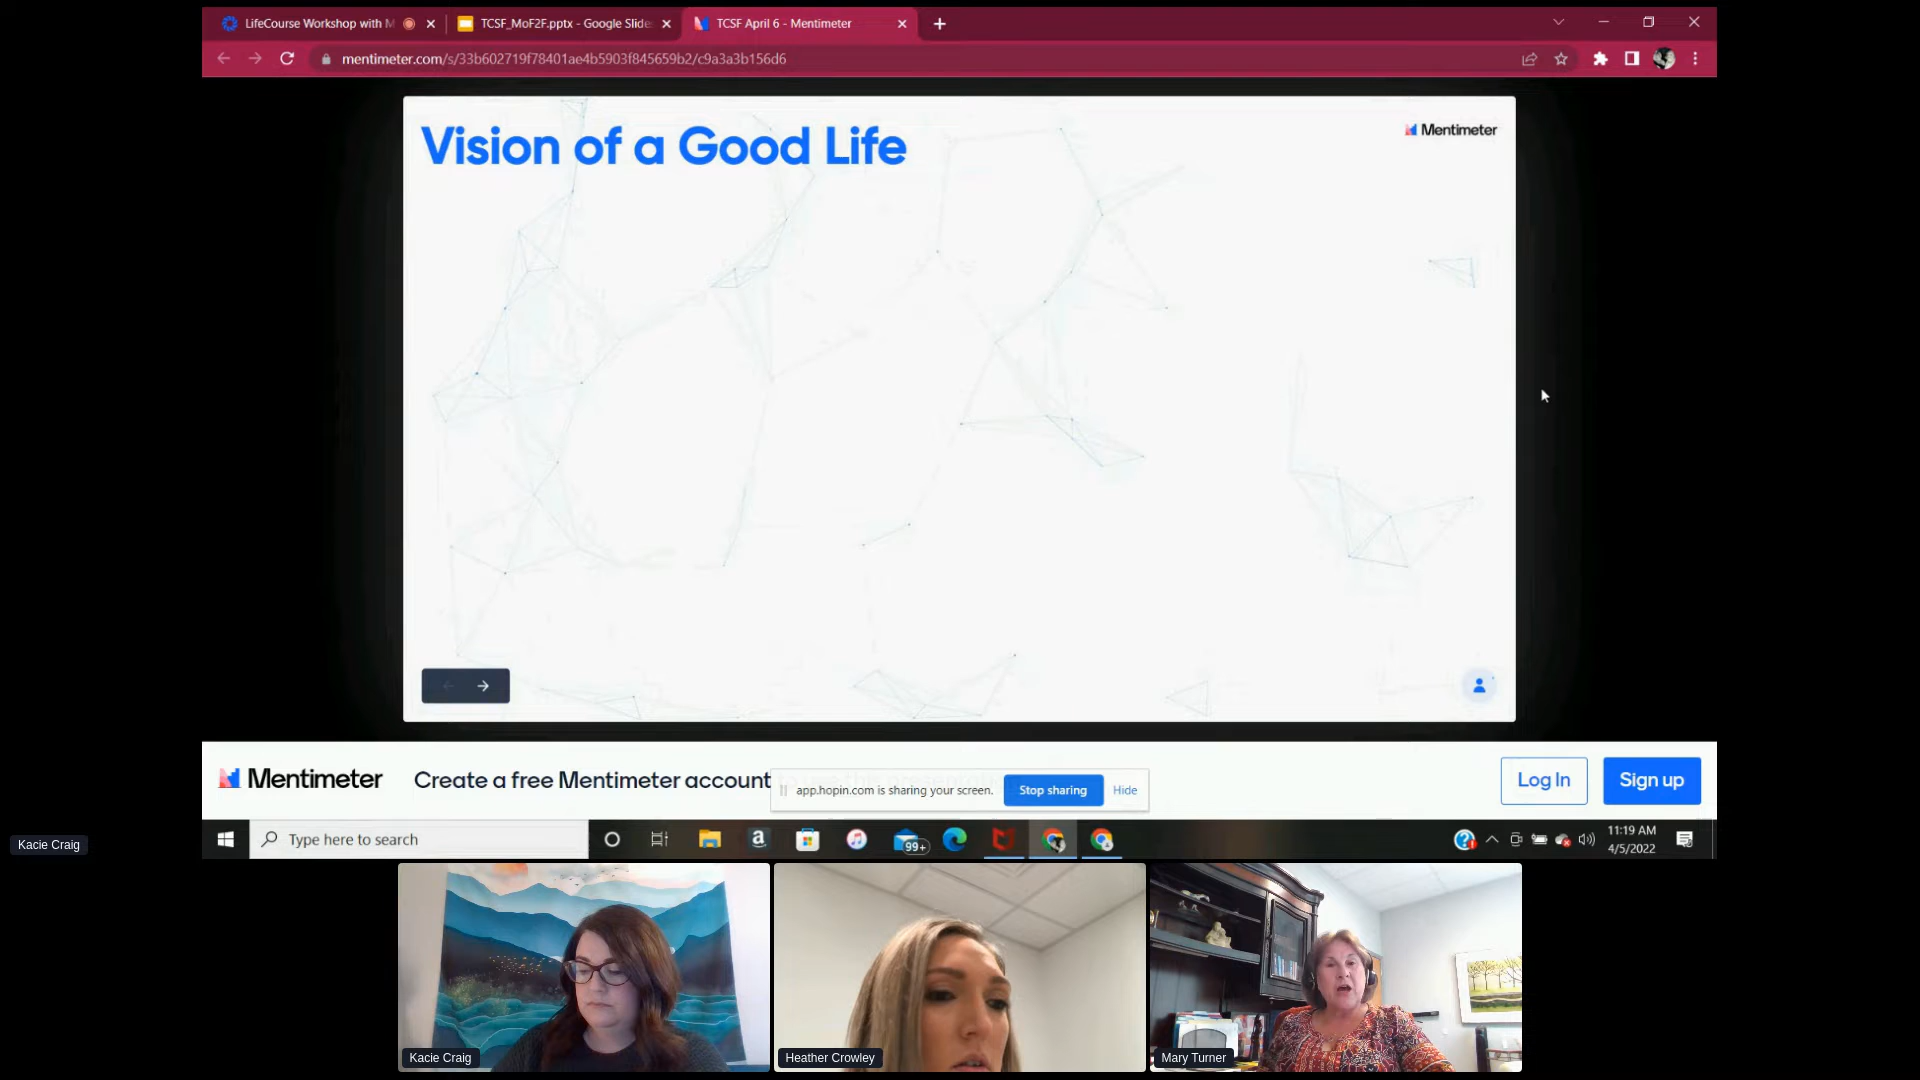 LifeCourse Workshop with M
TCSF_MoF2F.pptx - Google Slide
TCSF April 6 - Mentimeter
mentimeter.com/s/33b602719f78401ae4b5903f845659b2/c9a3a3b156d6
Vision of a Good Life
Mentimeter
Mentimeter
Create a free Mentimeter account
app.hopin.com is sharing your screen.
Stop sharing
Hide
Log In
Sign up
Type here to search
99+
11:19 AM
4/5/2022
Kacie Craig
Kacie Craig
Heather Crowley
Mary Turner